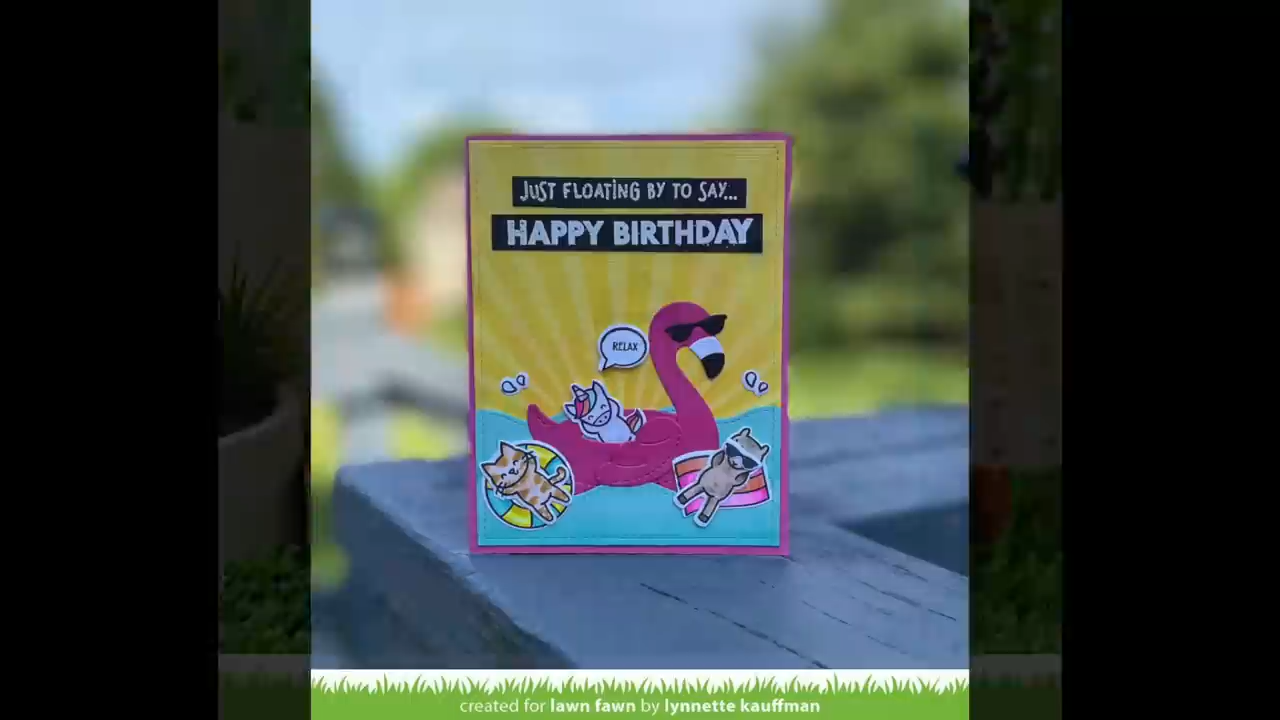 JUST FLOATING BY TO SAY...
HAPPY BIRTHDAY
RELAX
created for lawn fawn by lynnette kauffman